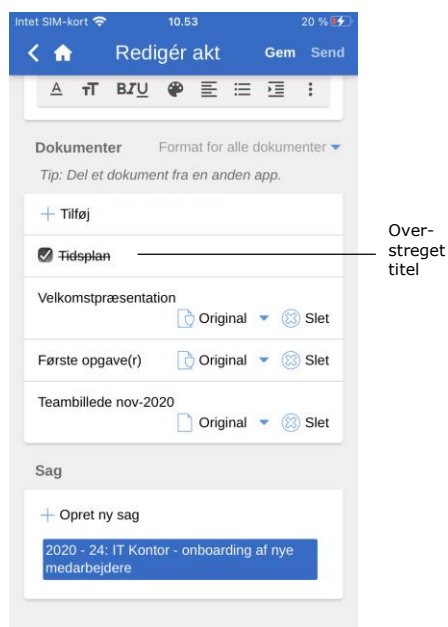 Intet SIM-kort 10.53 20 %
Redigér akt Gem Send
A TT BIU
Dokumenter Format for alle dokumenter
Tip: Del et dokument fra en anden app.
+ Tilføj
Tidsplan
Over-
streget
titel
Velkomstpræsentation
Original Slet
Første opgave(r) Original Slet
Teambillede nov-2020
Original Slet
Sag
+ Opret ny sag
2020 - 24: IT Kontor - onboarding af nye
medarbejdere